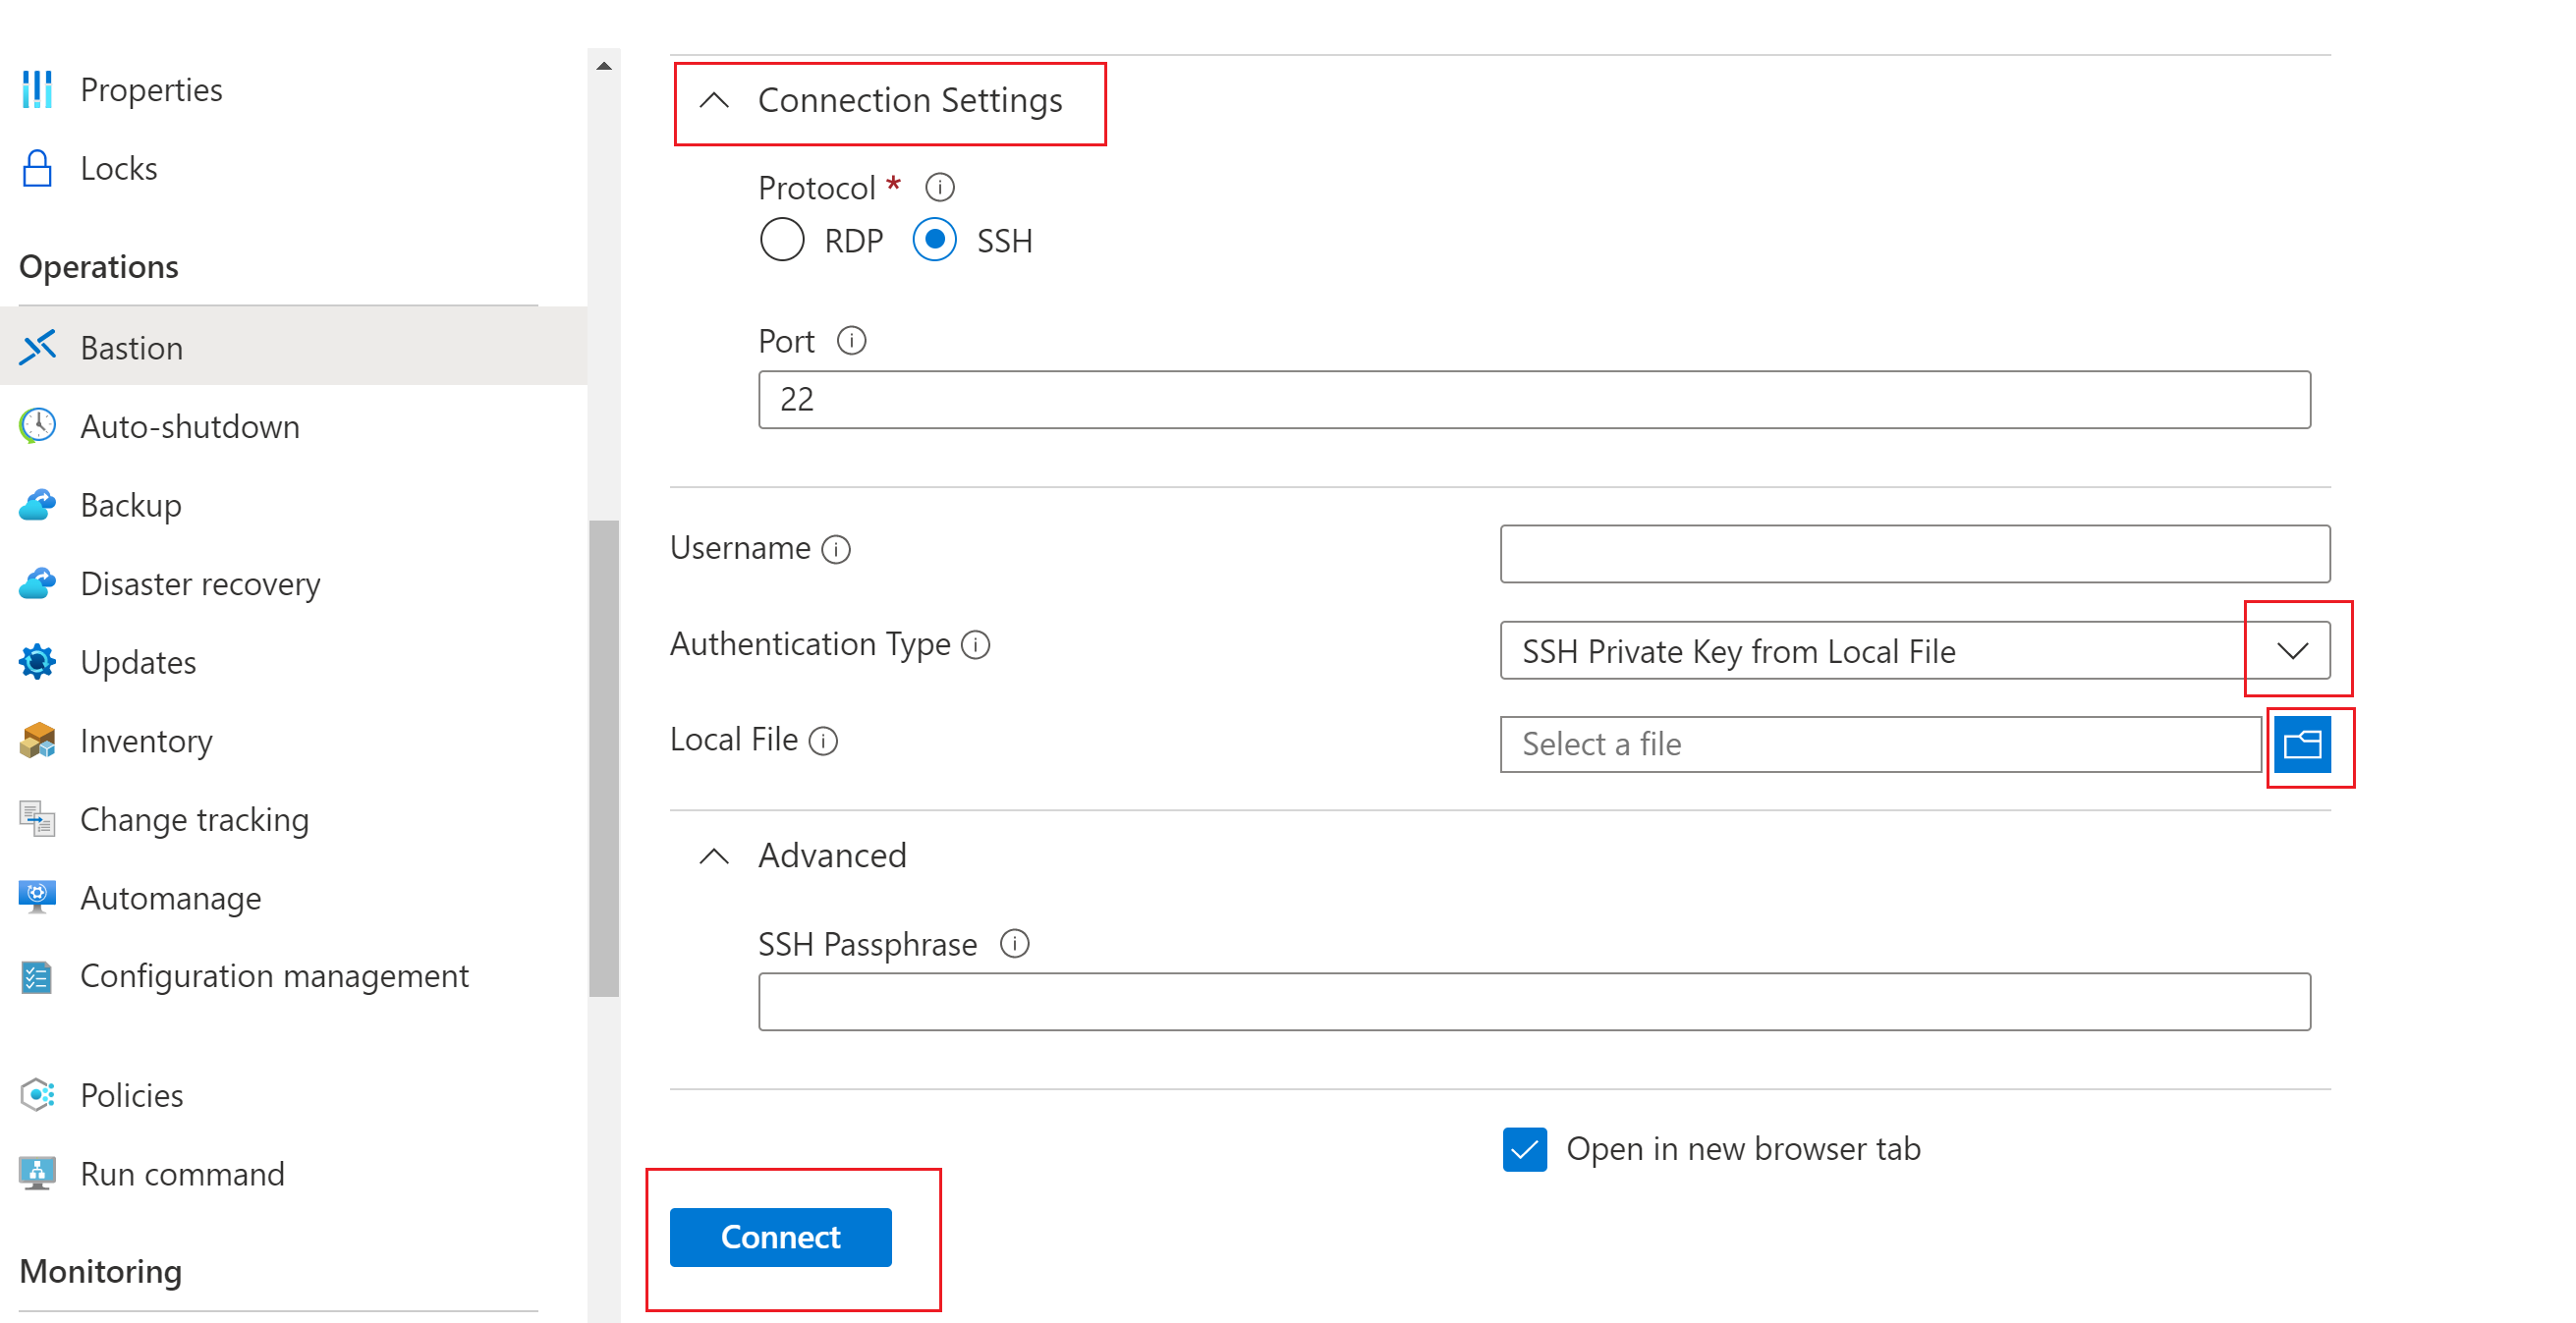 Properties
Locks
Operations
Bastion
Auto-shutdown
Backup
Disaster recovery
Updates
Inventory
Change tracking
Automanage
Configuration management
Policies
Run command
Monitoring
Connection Settings
Protocol *
RDP
SSH
Port
22
Username
Authentication Type
SSH Private Key from Local File
Local File
Select a file
Advanced
SSH Passphrase
Open in new browser tab
Connect